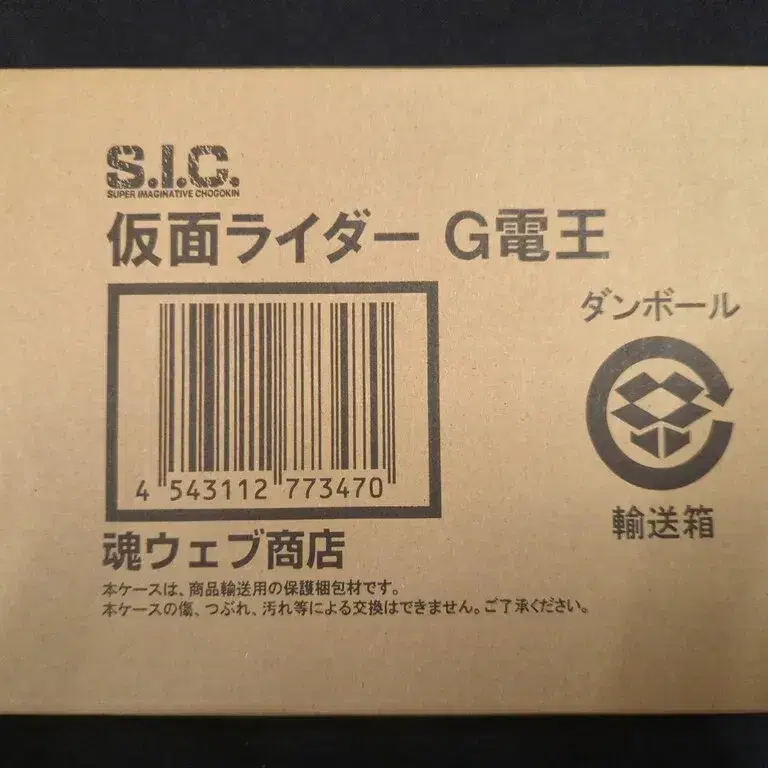 S.I.C.
SUPER IMAGINATIVE CHOGOKIN
仮面ライダー G電王
4 543112 773470
ダンボール
輸送箱
魂ウェブ商店
本ケースは、商品輸送用の保護梱包材です。
本ケースの傷、つぶれ、汚れ等による交換はできません。ご了承ください。